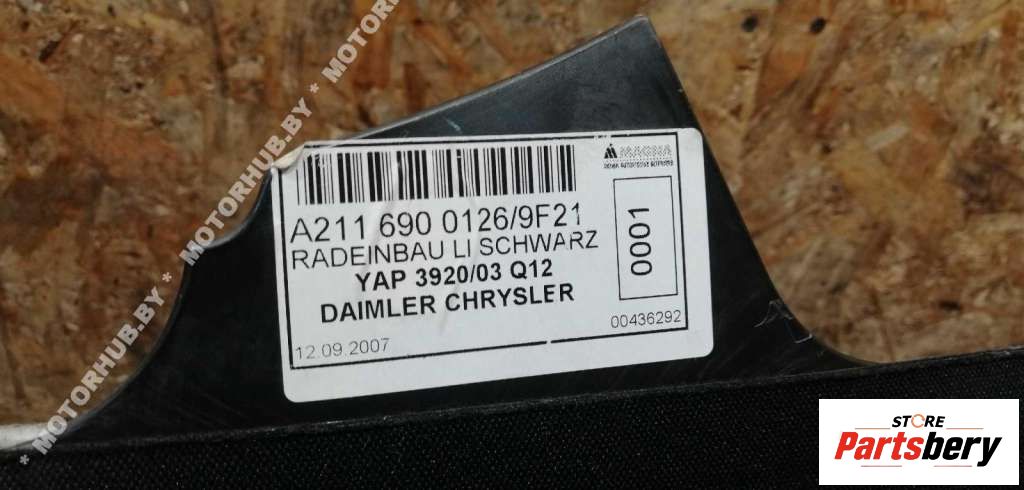 MAGNA
A211 690 0126/9F21
RADEINBAU LI SCHWARZ
YAP 3920/03 Q12
DAIMLER CHRYSLER
0001
12.09.2007
00436292
* MOTORHUB.BY * MOTORHUB.BY * MOTORHUB.BY
STORE
Partsbery